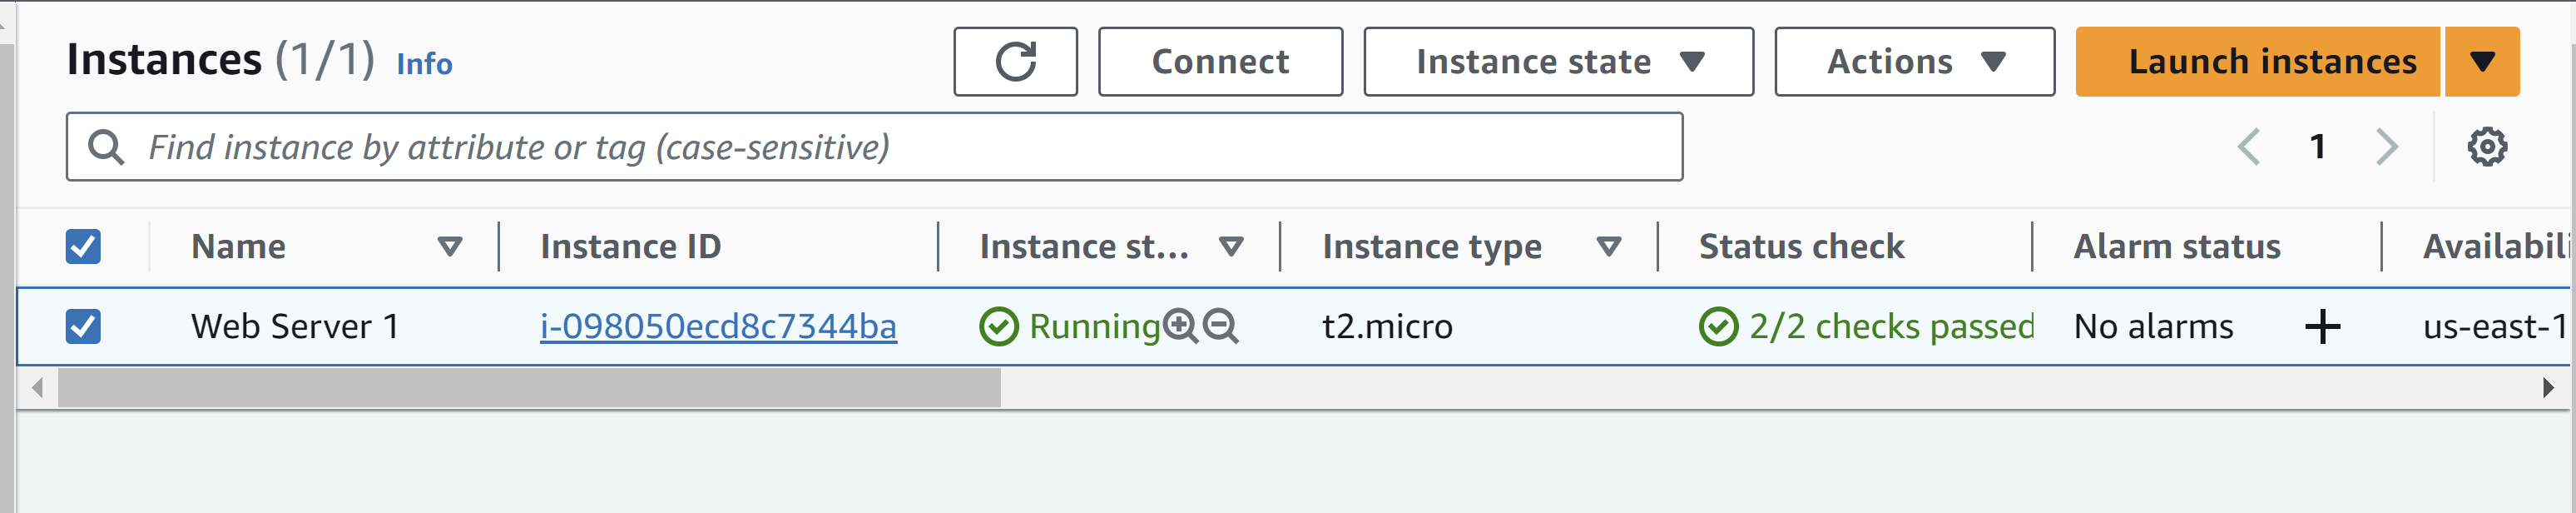 Instances (1/1) Info Connect Instance state Actions Launch instances
Find instance by attribute or tag (case-sensitive) 1
Name Instance ID Instance st... Instance type Status check Alarm status Availabili
Web Server 1 i-098050ecd8c7344ba Running t2.micro 2/2 checks passed No alarms us-east-1